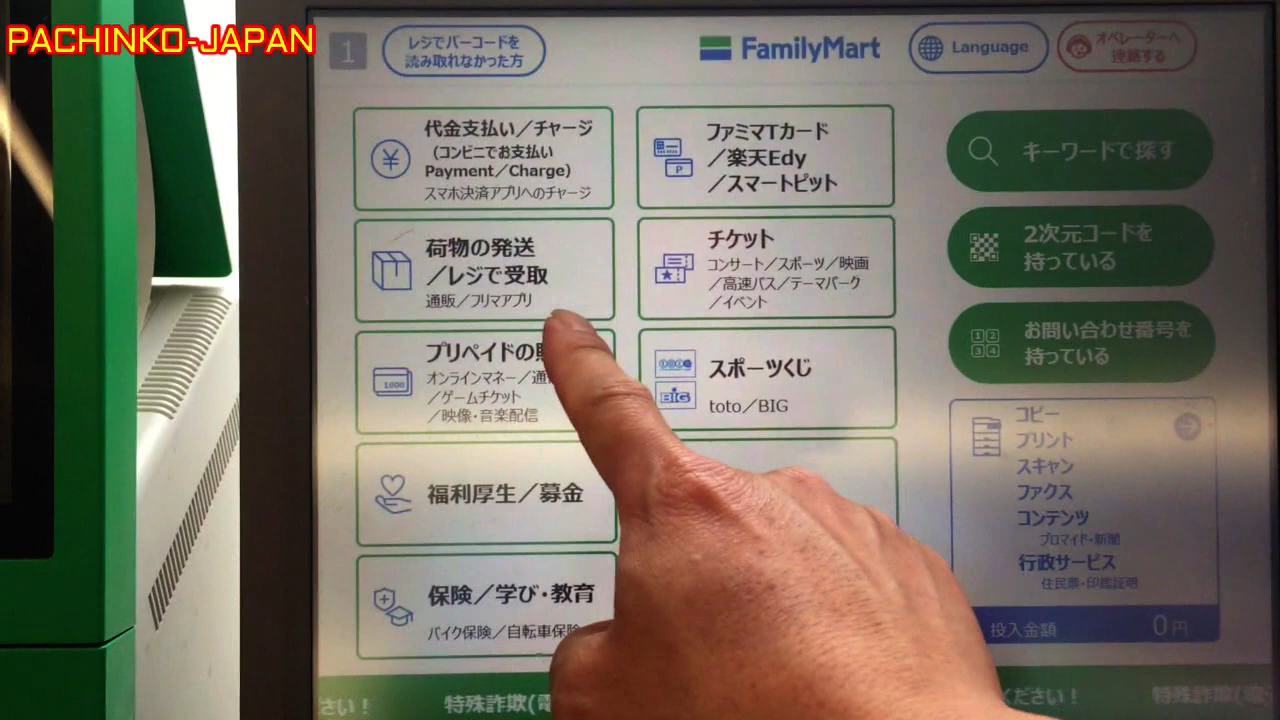 PACHINKO-JAPAN
1
レジでバーコードを
読み取れなかった方
FamilyMart
Language
オペレーターへ
連絡する
代金支払い／チャージ
(コンビニでお支払い
Payment／Charge)
スマホ決済アプリへのチャージ
¥
荷物の発送
／レジで受取
通販／フリマアプリ
プリペイドの
オンラインマネー／通
／ゲームチケット
／映像・音楽配信
1000
福利厚生／募金
保険／学び・教育
バイク保険／自転車保険
ファミマTカード
／楽天Edy
／スマートピット
P
チケット
コンサート／スポーツ／映画
／高速バス／テーマパーク
／イベント
スポーツくじ
toto／BIG
BIG
キーワードで探す
2次元コードを
持っている
お問い合わせ番号を
持っている
1 2
3 4
コピー
プリント
スキャン
ファクス
コンテンツ
ブロマイド・新聞
行政サービス
住民票・印鑑証明
投入金額 0円
さい！ 特殊詐欺(電
ください！ 特殊詐欺(電